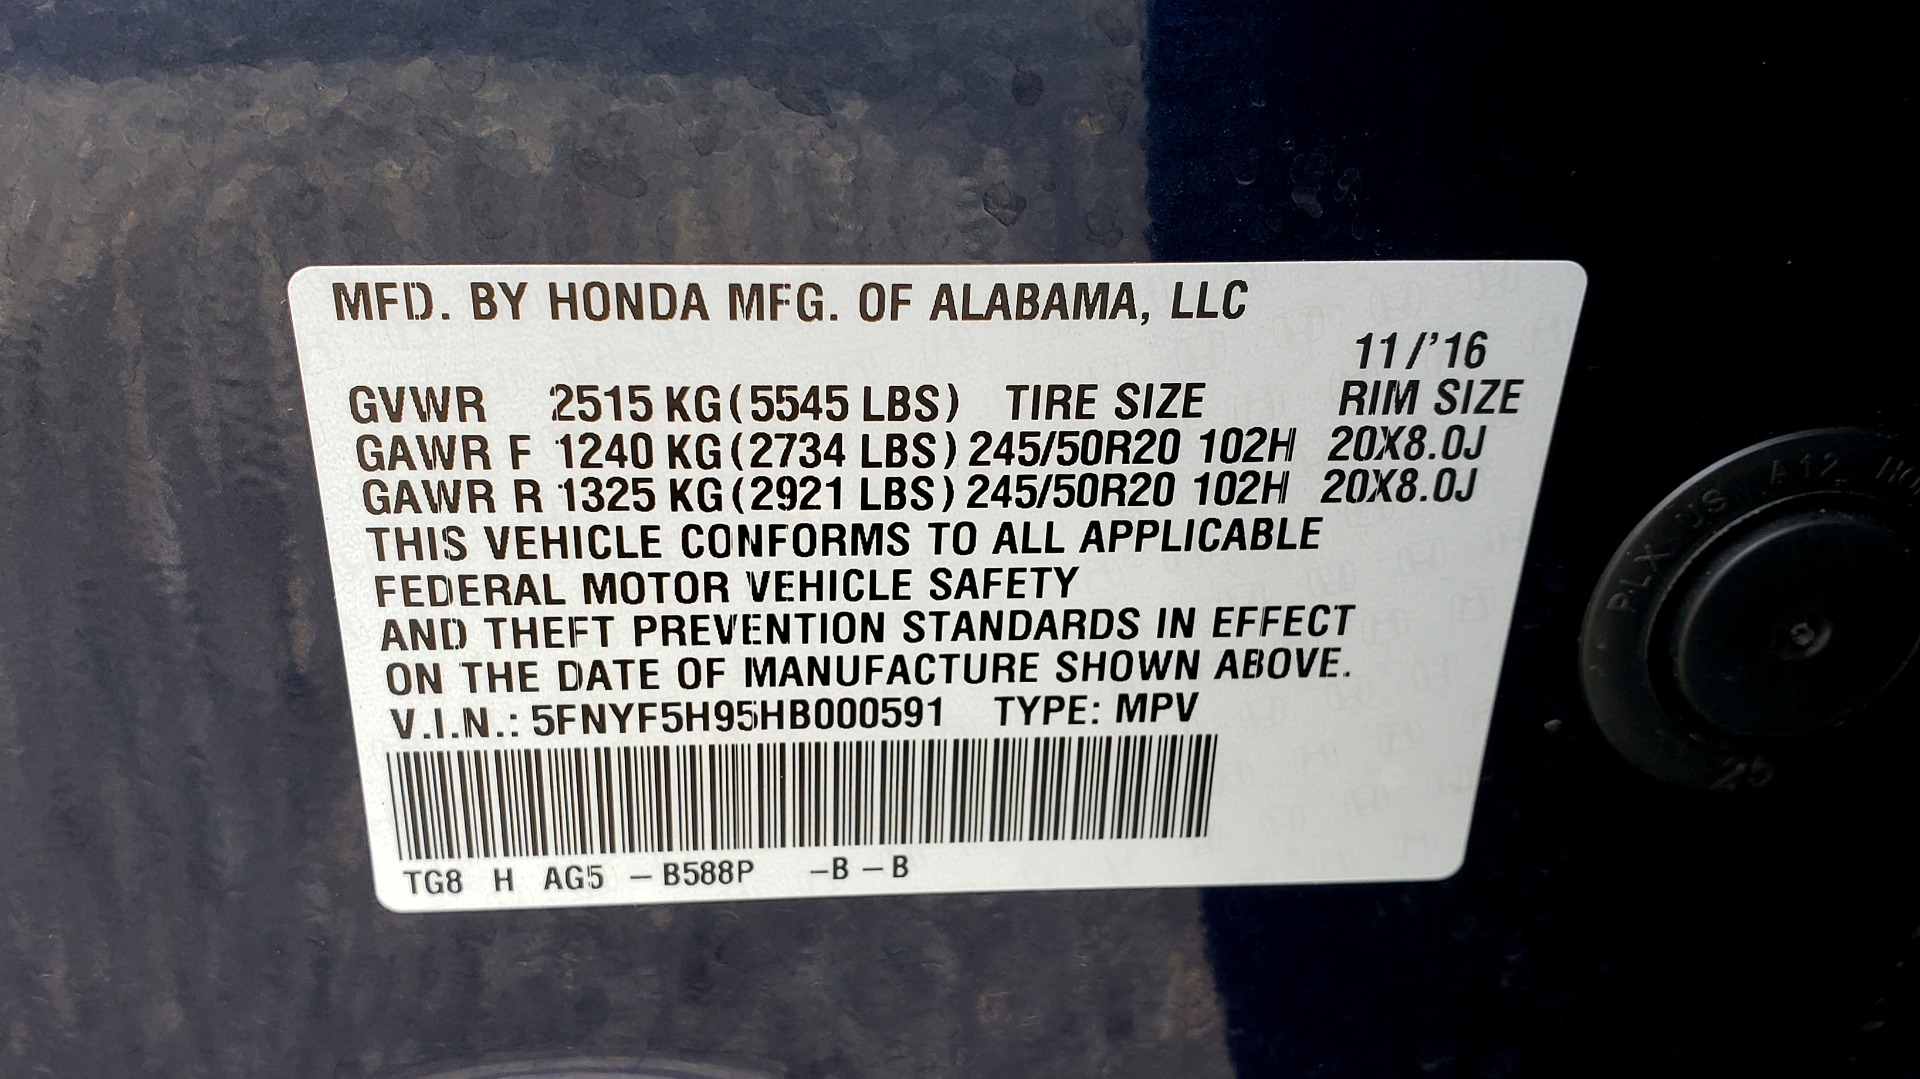 MFD. BY HONDA MFG. OF ALABAMA, LLC
11/'16
GVWR 2515 KG (5545 LBS) TIRE SIZE RIM SIZE
GAWR F 1240 KG (2734 LBS) 245/50R20 102H 20X8.0J
GAWR R 1325 KG (2921 LBS) 245/50R20 102H 20X8.0J
THIS VEHICLE CONFORMS TO ALL APPLICABLE
FEDERAL MOTOR VEHICLE SAFETY
AND THEFT PREVENTION STANDARDS IN EFFECT
ON THE DATE OF MANUFACTURE SHOWN ABOVE.
V.I.N.: 5FNYF5H95HB000591 TYPE: MPV
TG8 H AG5 – B588P –B – B
A12
25